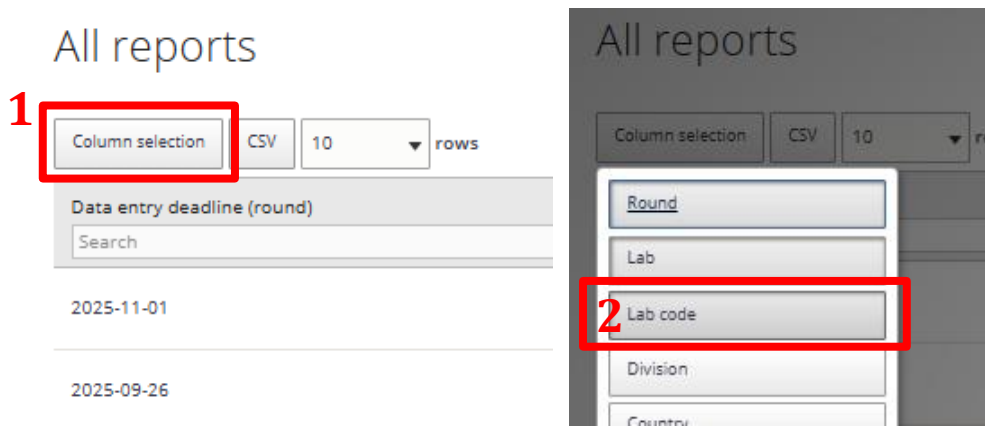 All reports
1
Column selection CSV 10 rows
Data entry deadline (round)
Search
2025-11-01
2025-09-26
All reports
Column selection CSV 10
Round
Lab
2 Lab code
Division
Country